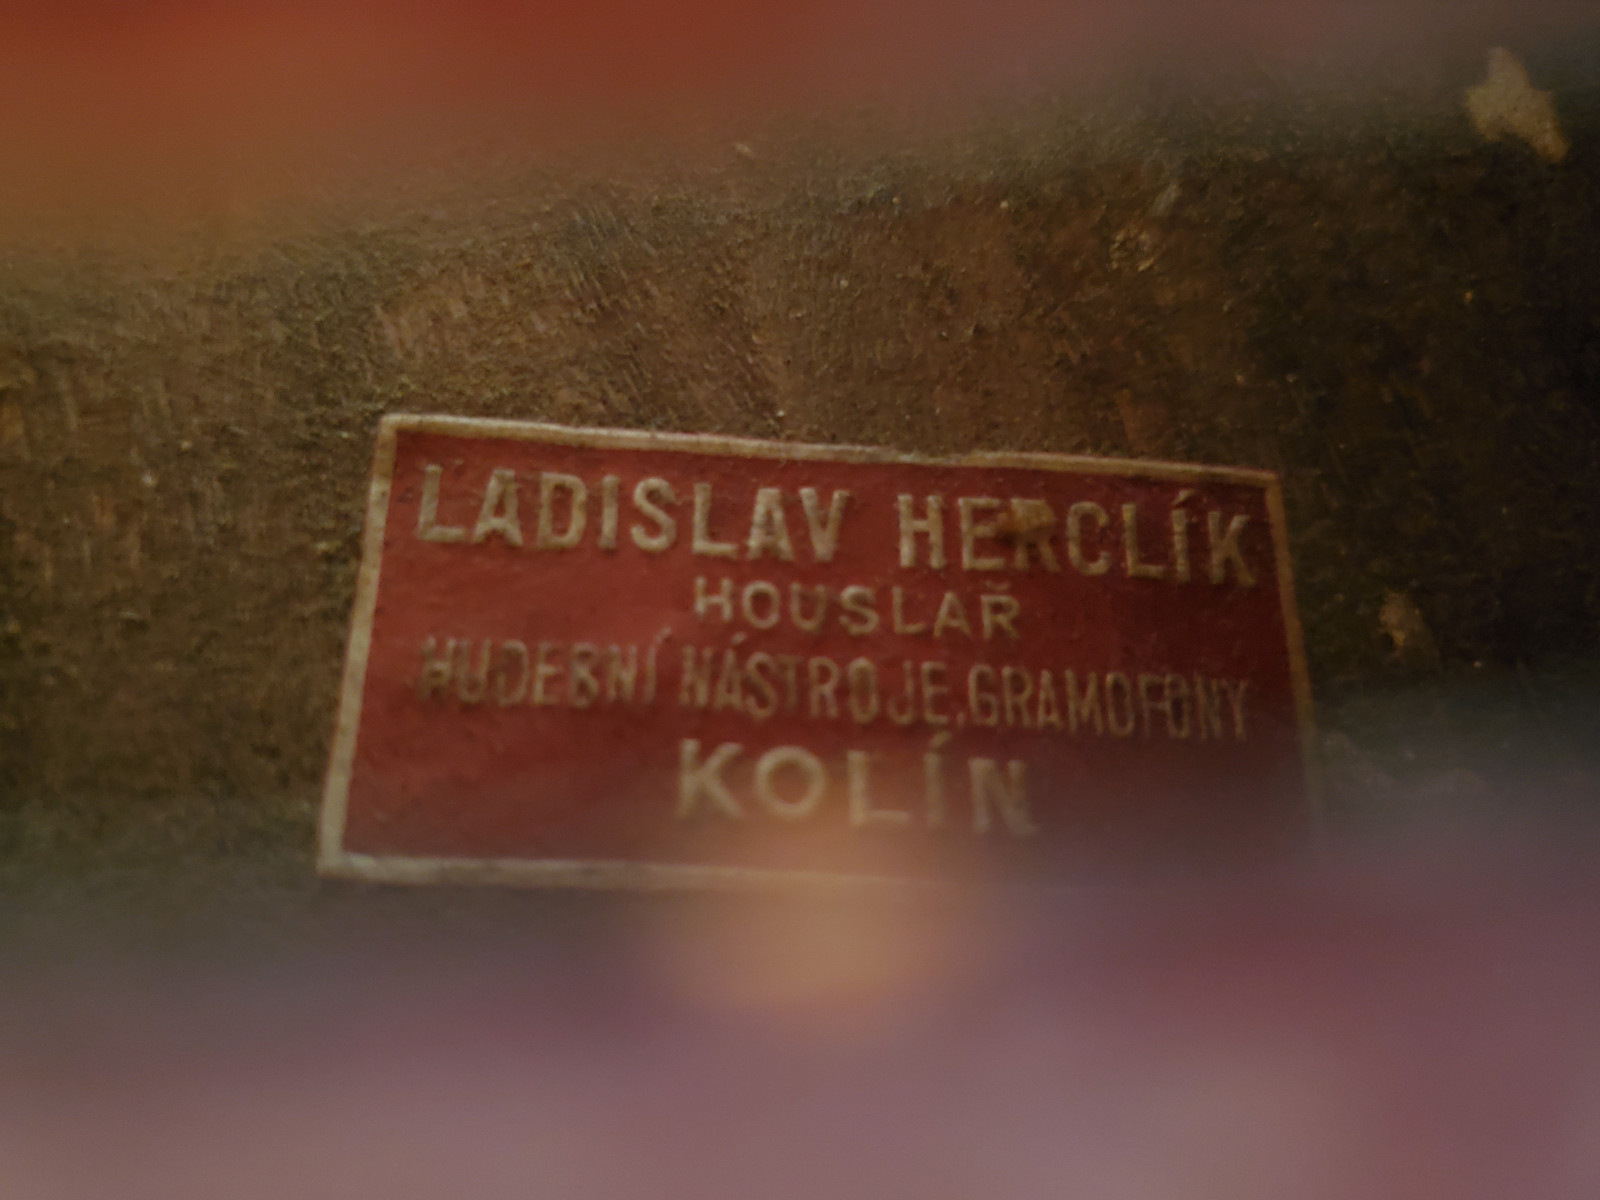 LADISLAV HERCLÍK
HOUSLAŘ
HUDEBNÍ NÁSTROJE, GRAMOFONY
KOLÍN